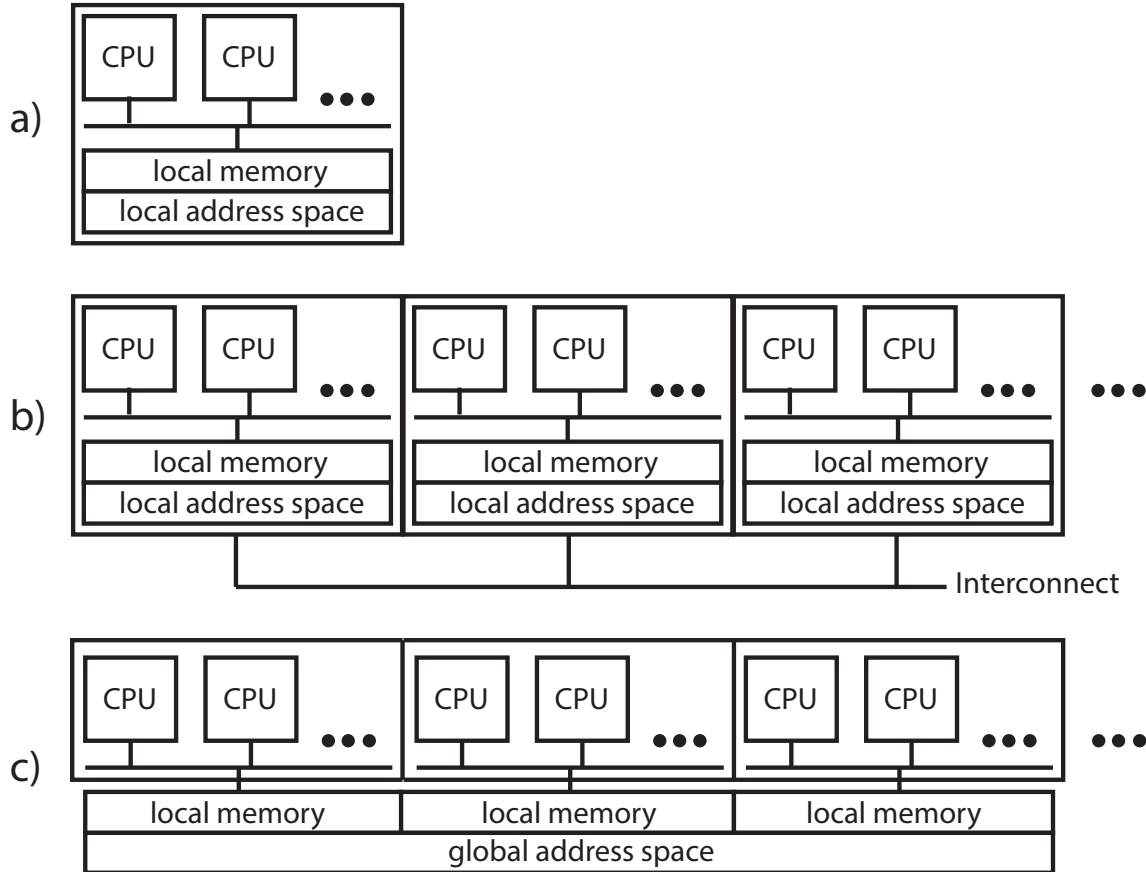 a)
CPU CPU •••
local memory
local address space
b)
CPU CPU ••• CPU CPU ••• CPU CPU ••• •••
local memory local memory local memory
local address space local address space local address space
Interconnect
c)
CPU CPU ••• CPU CPU ••• CPU CPU ••• •••
local memory local memory local memory
global address space